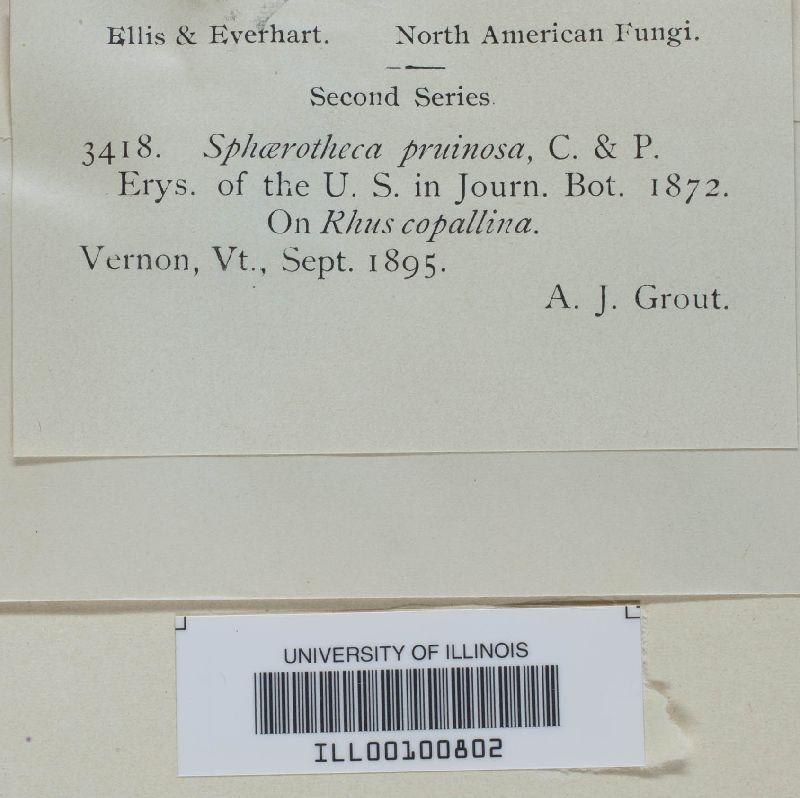 Ellis & Everhart. North American Fungi.
Second Series.
3418. Sphærotheca pruinosa, C. & P.
Erys. of the U. S. in Journ. Bot. 1872.
On Rhus copallina.
Vernon, Vt., Sept. 1895.
A. J. Grout.
UNIVERSITY OF ILLINOIS
ILL00100802